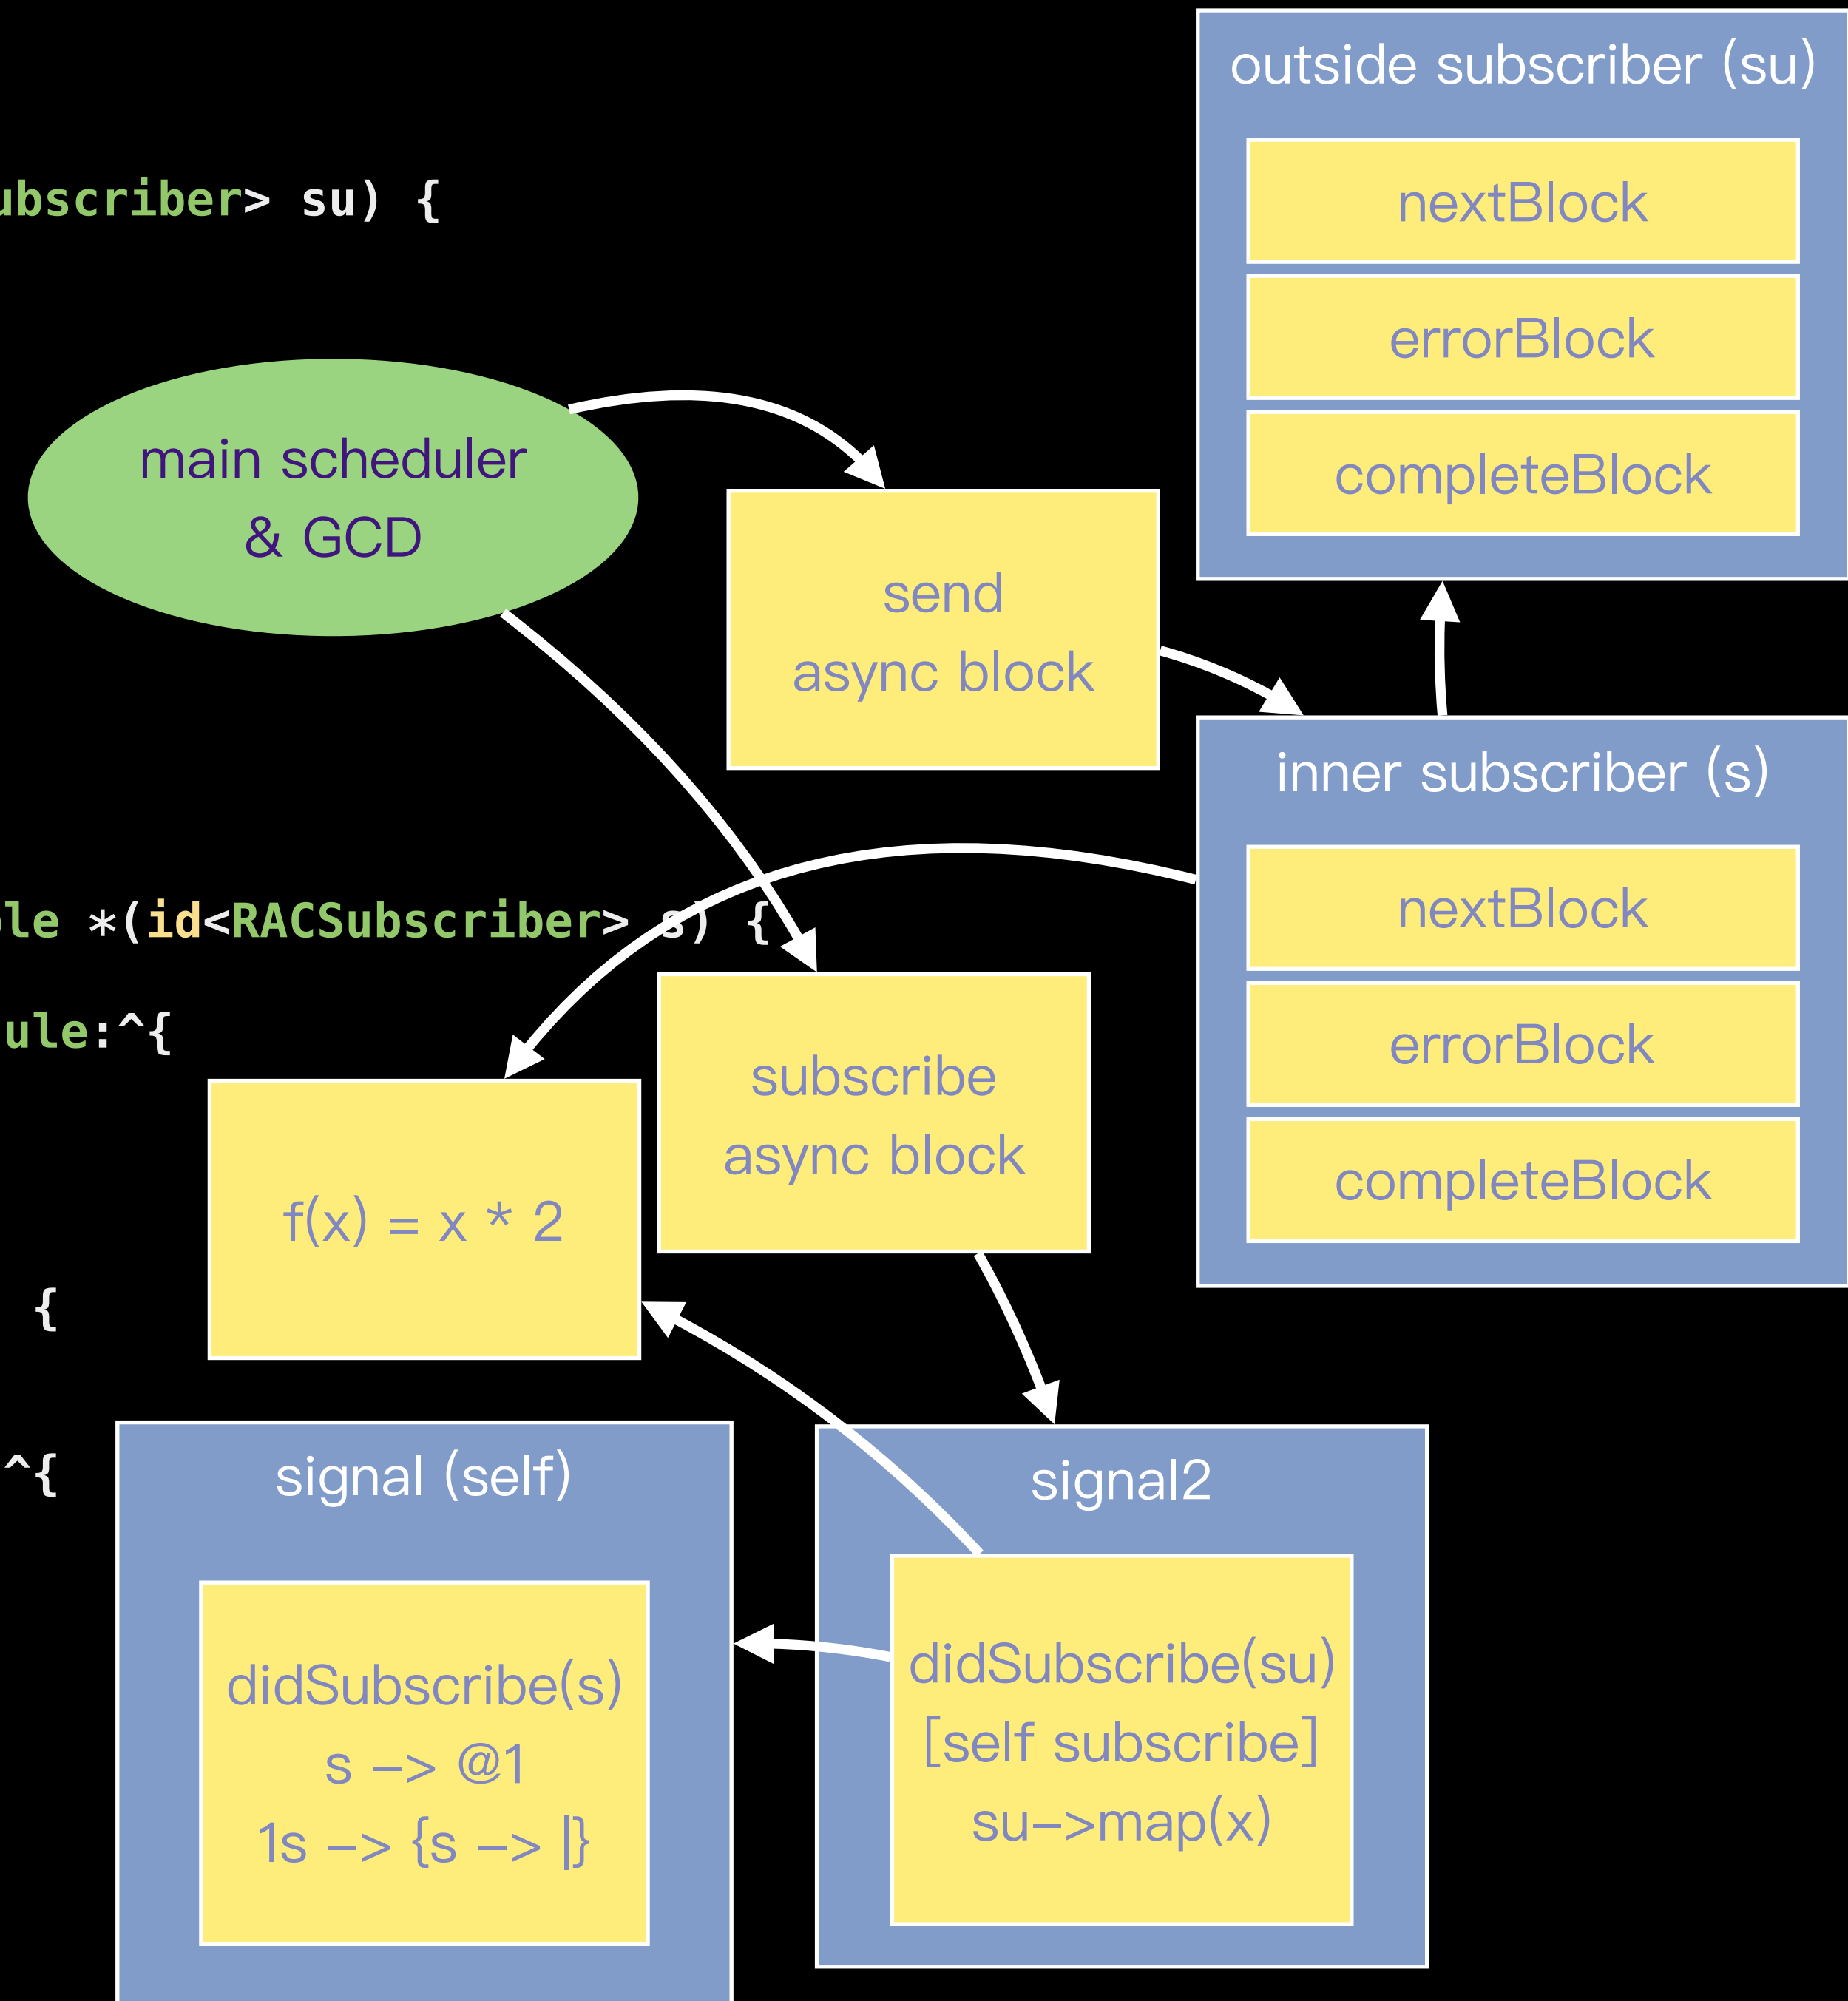 outside subscriber (su)
nextBlock
errorBlock
completeBlock
ubscriber> su) {
main scheduler
& GCD
send
async block
inner subscriber (s)
nextBlock
errorBlock
completeBlock
le *(id<RACSubscriber> s) {
ule:^{
subscribe
async block
f(x) = x * 2
{
^{
signal (self)
didSubscribe(s)
s -> @1
1s -> {s -> |}
signal2
didSubscribe(su)
[self subscribe]
su->map(x)